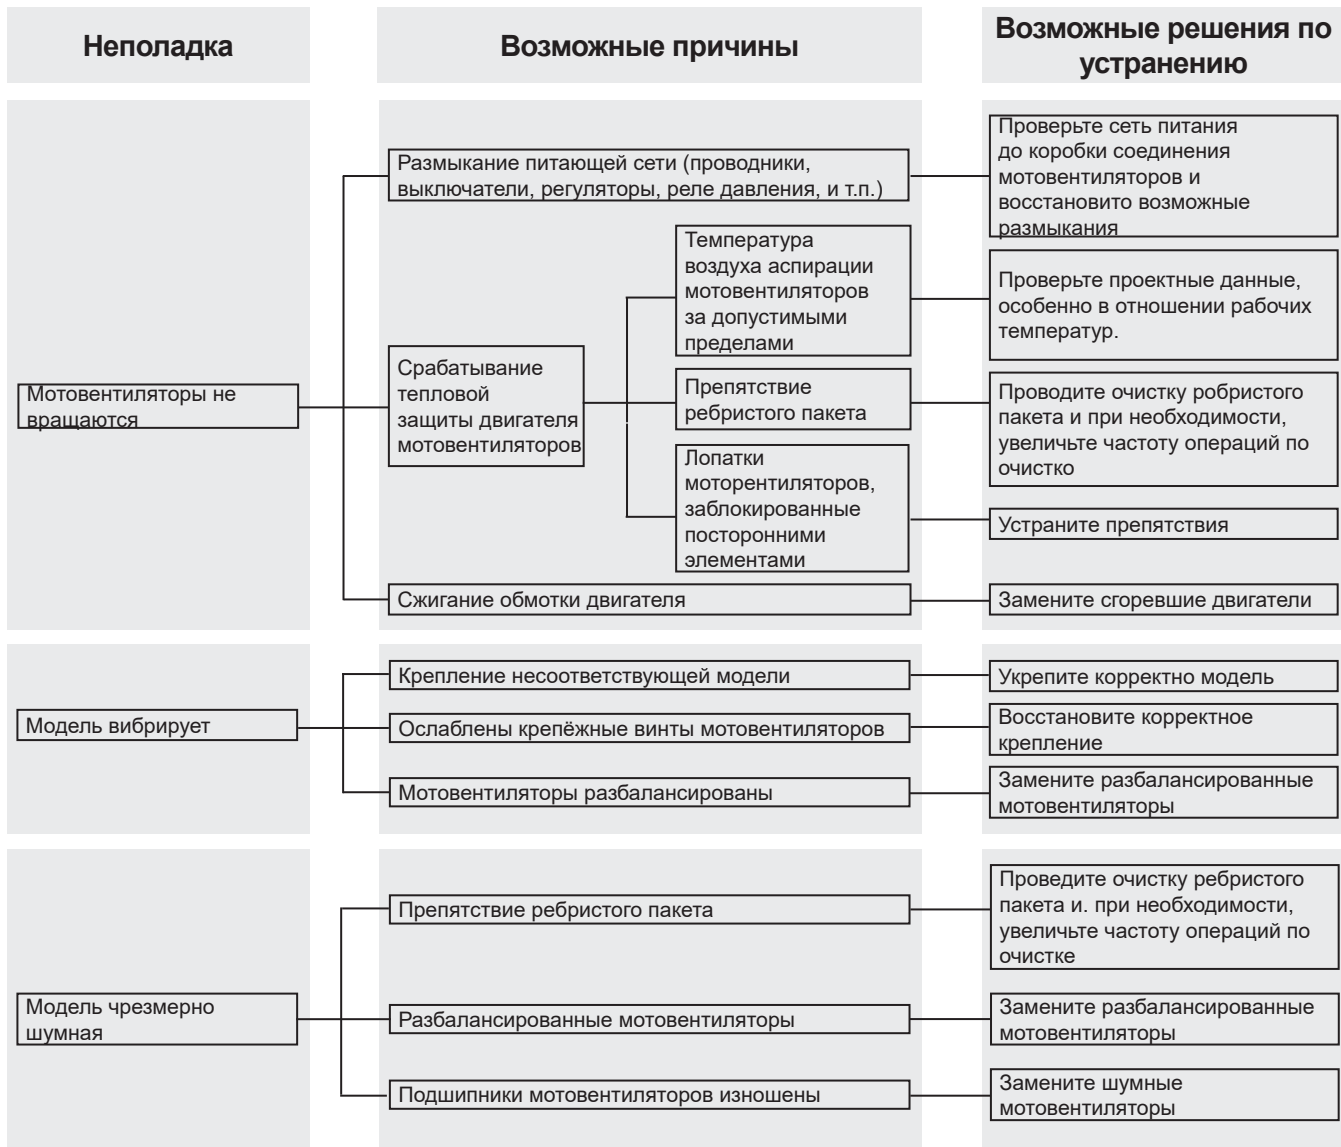 Неполадка
Возможные причины
Возможные решения по
устранению
Мотовентиляторы не
вращаются
Размыкание питающей сети (проводники,
выключатели, регуляторы, реле давления, и т.п.)
Проверьте сеть питания
до коробки соединения
мотовентиляторов и
восстановито возможные
размыкания
Срабатывание
тепловой
защиты двигателя
мотовентиляторов
Температура
воздуха аспирации
мотовентиляторов
за допустимыми
пределами
Проверьте проектные данные,
особенно в отношении рабочих
температур.
Препятствие
ребристого пакета
Проводите очистку робристого
пакета и при необходимости,
увеличьте частоту операций по
очистко
Лопатки
моторентиляторов,
заблокированные
посторонними
элементами
Устраните препятствия
Сжигание обмотки двигателя
Замените сгоревшие двигатели
Модель вибрирует
Крепление несоответствующей модели
Укрепите корректно модель
Ослаблены крепёжные винты мотовентиляторов
Восстановите корректное
крепление
Мотовентиляторы разбалансированы
Замените разбалансированные
мотовентиляторы
Модель чрезмерно
шумная
Препятствие ребристого пакета
Проведите очистку ребристого
пакета и. при необходимости,
увеличьте частоту операций по
очистке
Разбалансированные мотовентиляторы
Замените разбалансированные
мотовентиляторы
Подшипники мотовентиляторов изношены
Замените шумные
мотовентиляторы